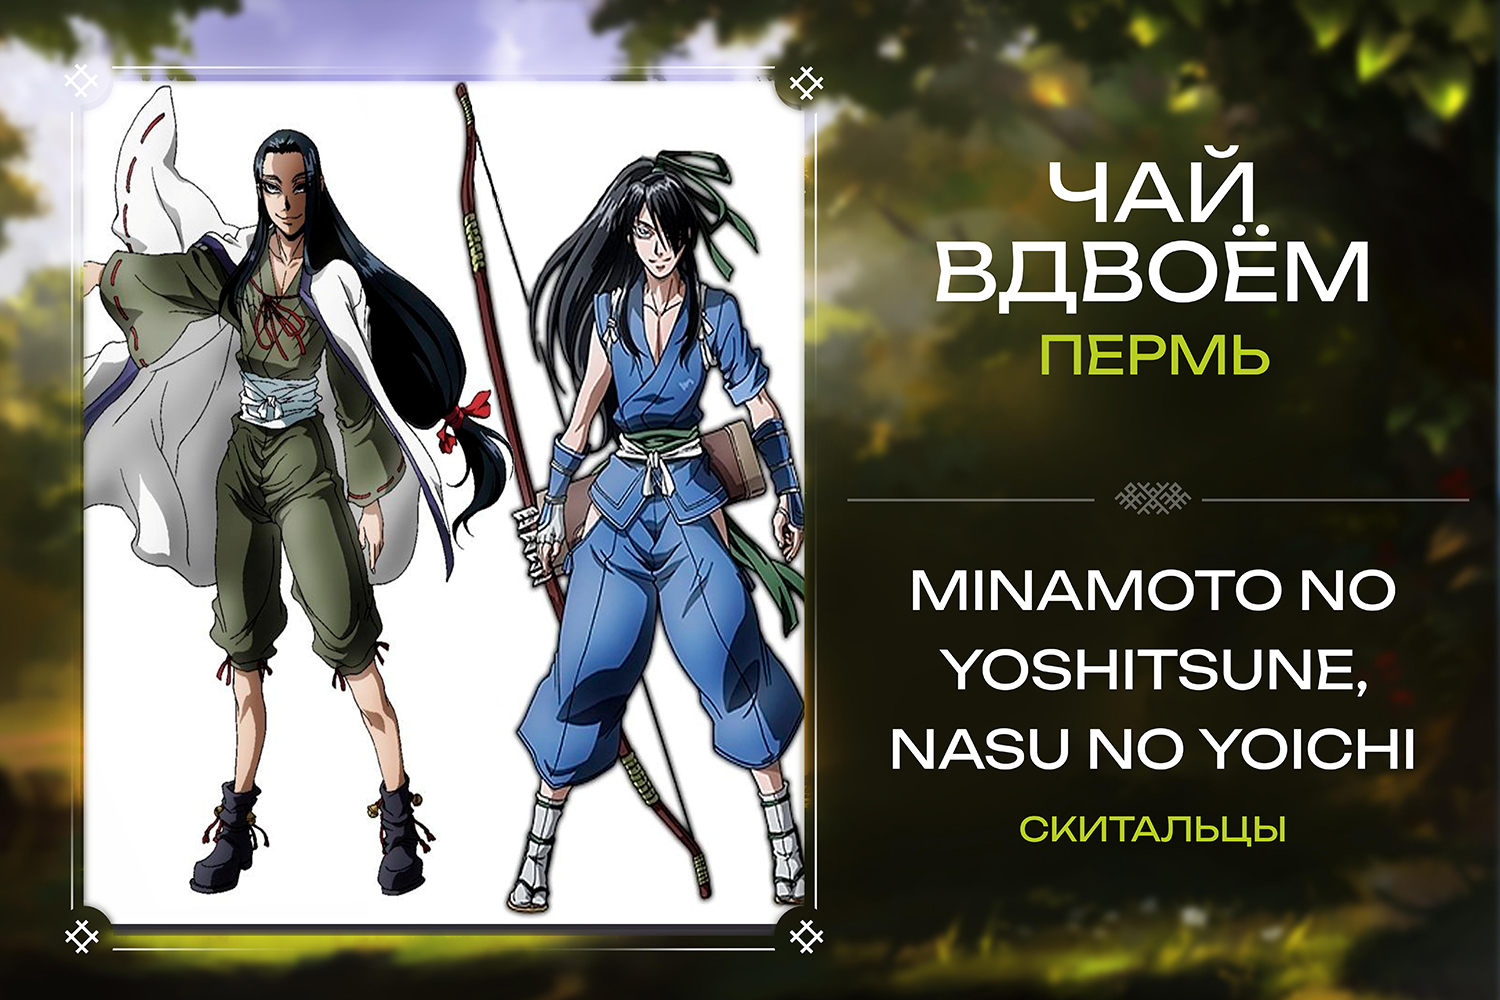 ЧАЙ
ВДВОЁМ
ПЕРМЬ
MINAMOTO NO
YOSHITSUNE,
NASU NO YOICHI
СКИТАЛЬЦЫ